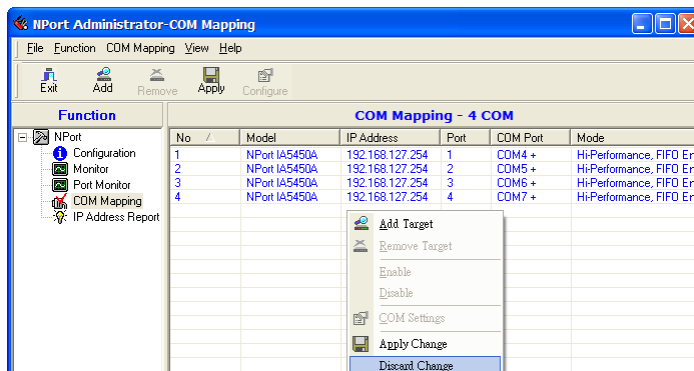 NPort Administrator-COM Mapping
File Function COM Mapping View Help
Exit Add Remove Apply Configure
Function
COM Mapping - 4 COM
NPort
Configuration
Monitor
Port Monitor
COM Mapping
IP Address Report
No Model IP Address Port COM Port Mode
1 NPort IA5450A 192.168.127.254 1 COM4 + Hi-Performance, FIFO En
2 NPort IA5450A 192.168.127.254 2 COM5 + Hi-Performance, FIFO En
3 NPort IA5450A 192.168.127.254 3 COM6 + Hi-Performance, FIFO En
4 NPort IA5450A 192.168.127.254 4 COM7 + Hi-Performance, FIFO En
Add Target
Remove Target
Enable
Disable
COM Settings
Apply Change
Discard Change